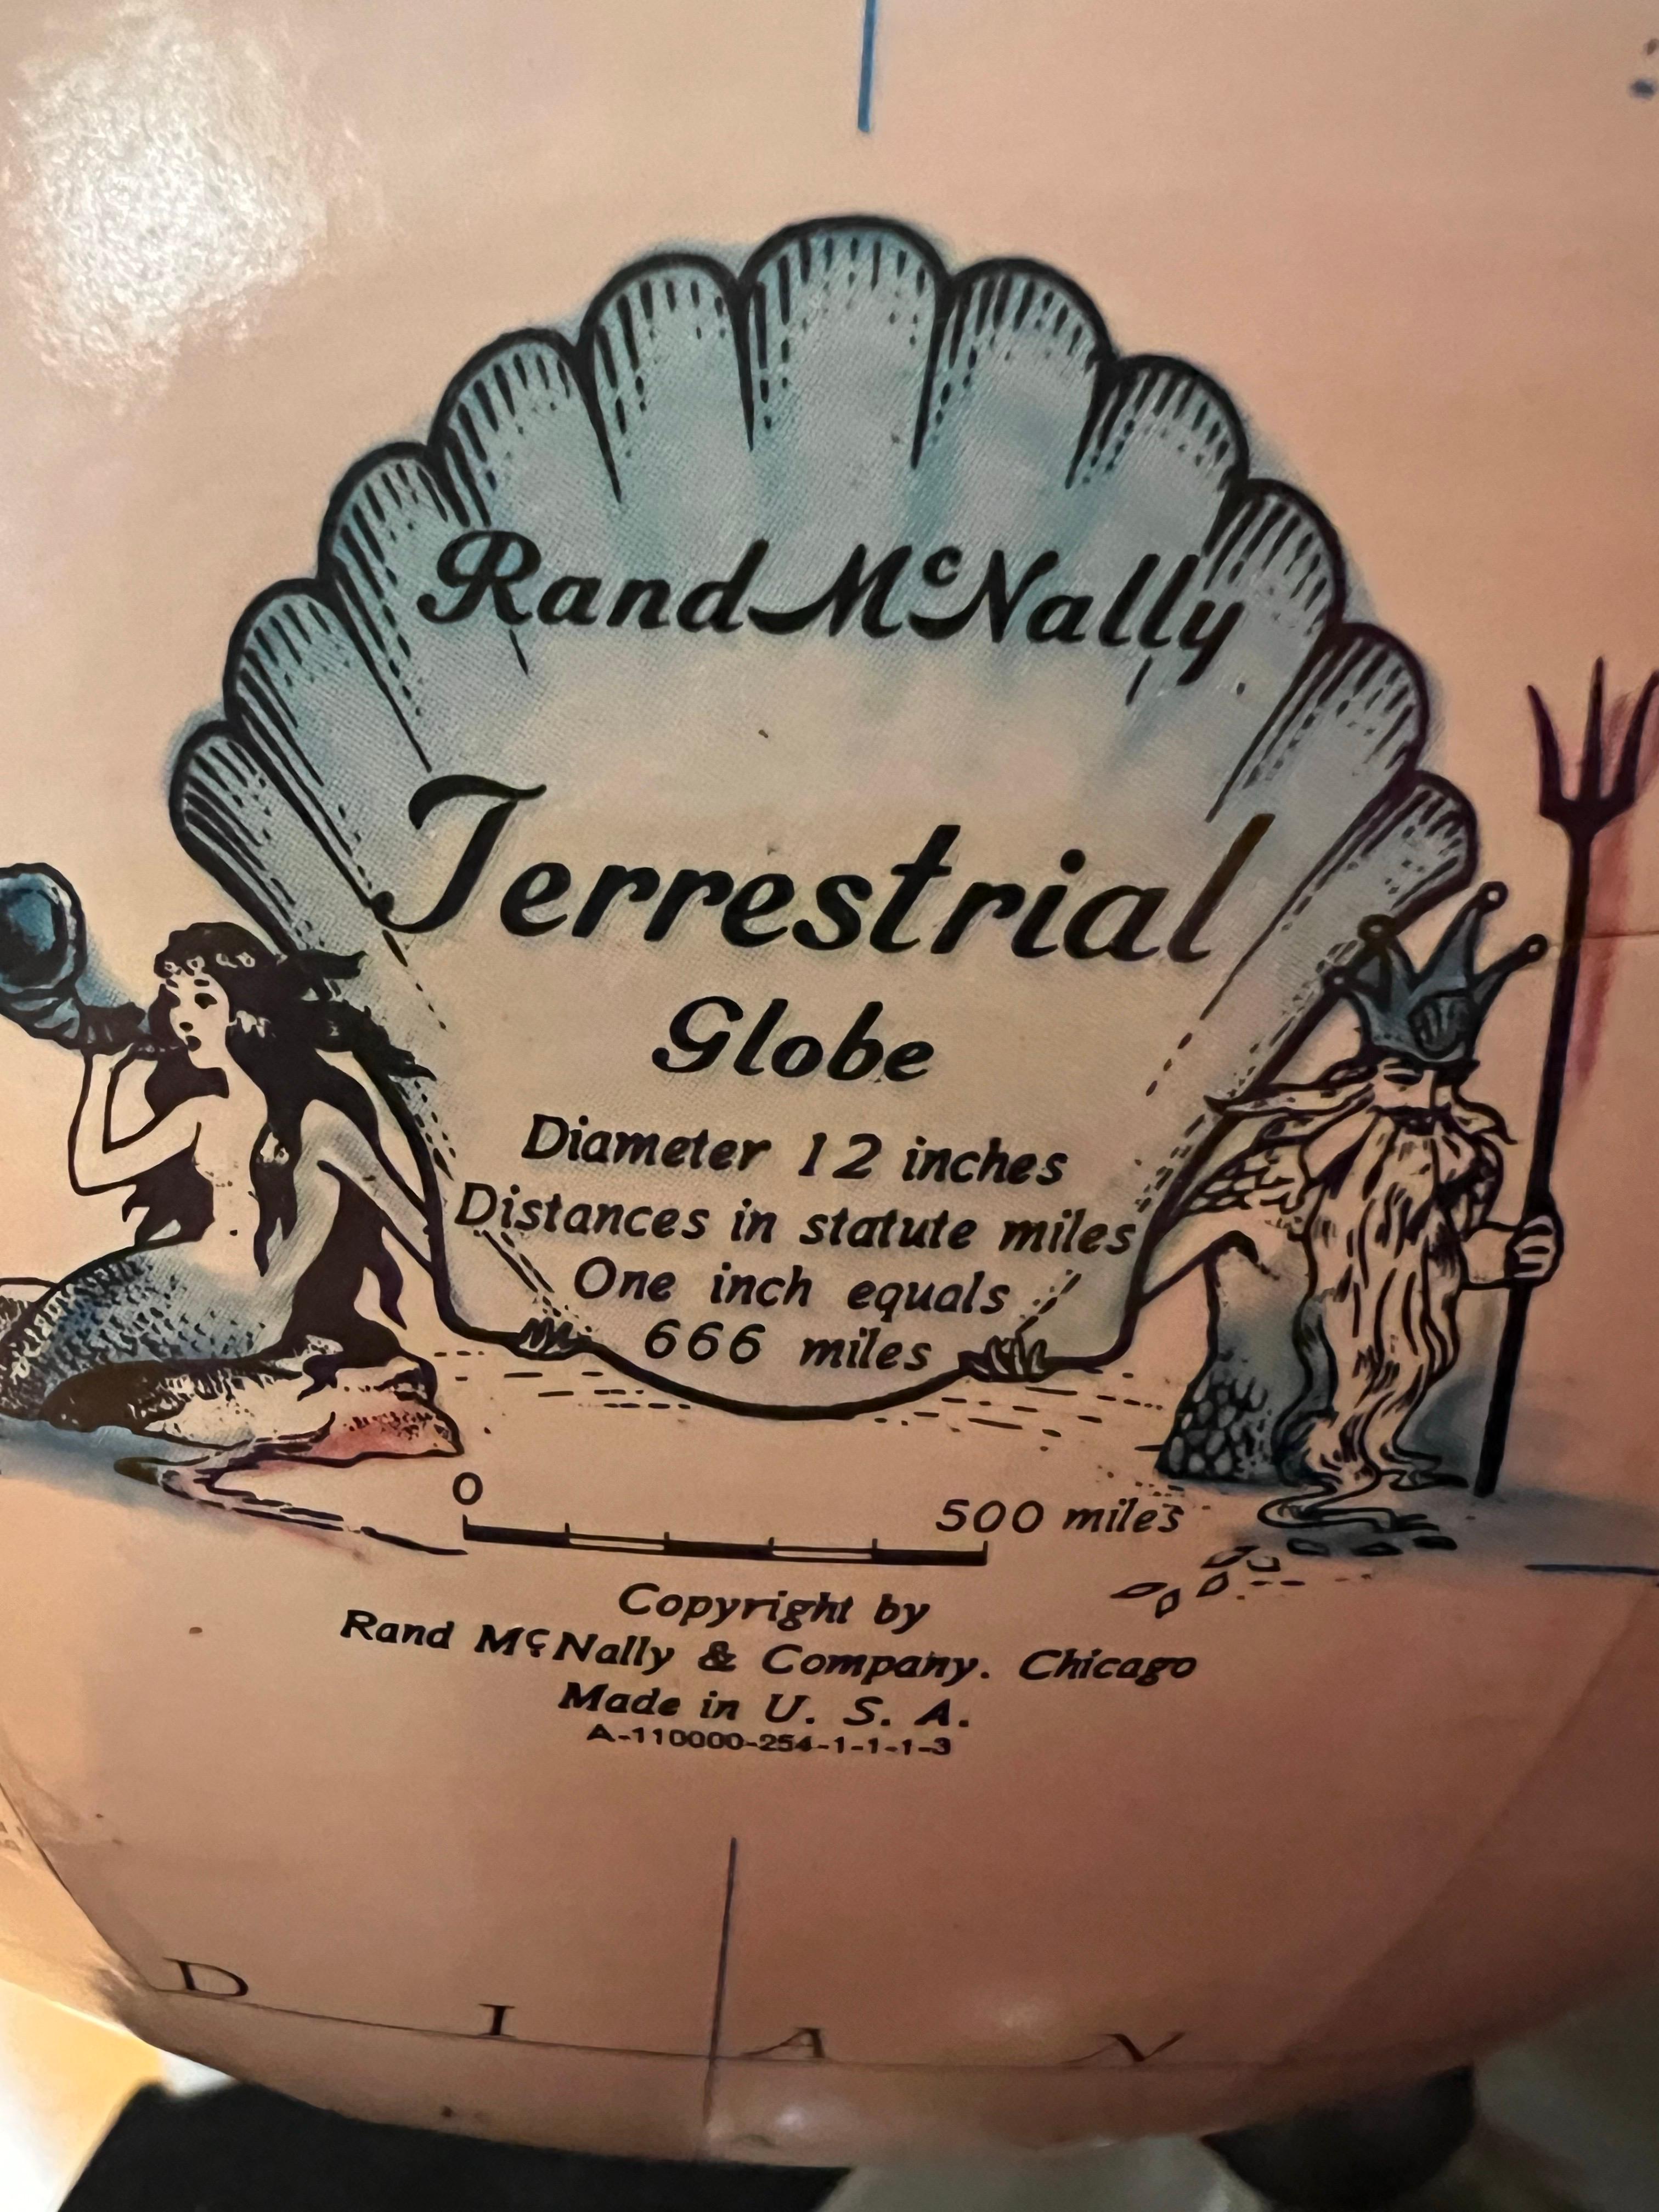 Rand McNally
Terrestrial
Globe
Diameter 12 inches
Distances in statute miles
One inch equals
666 miles
0 500 miles
Copyright by
Rand McNally & Company. Chicago
Made in U. S. A.
A-110000-254-1-1-1-3
D I A N